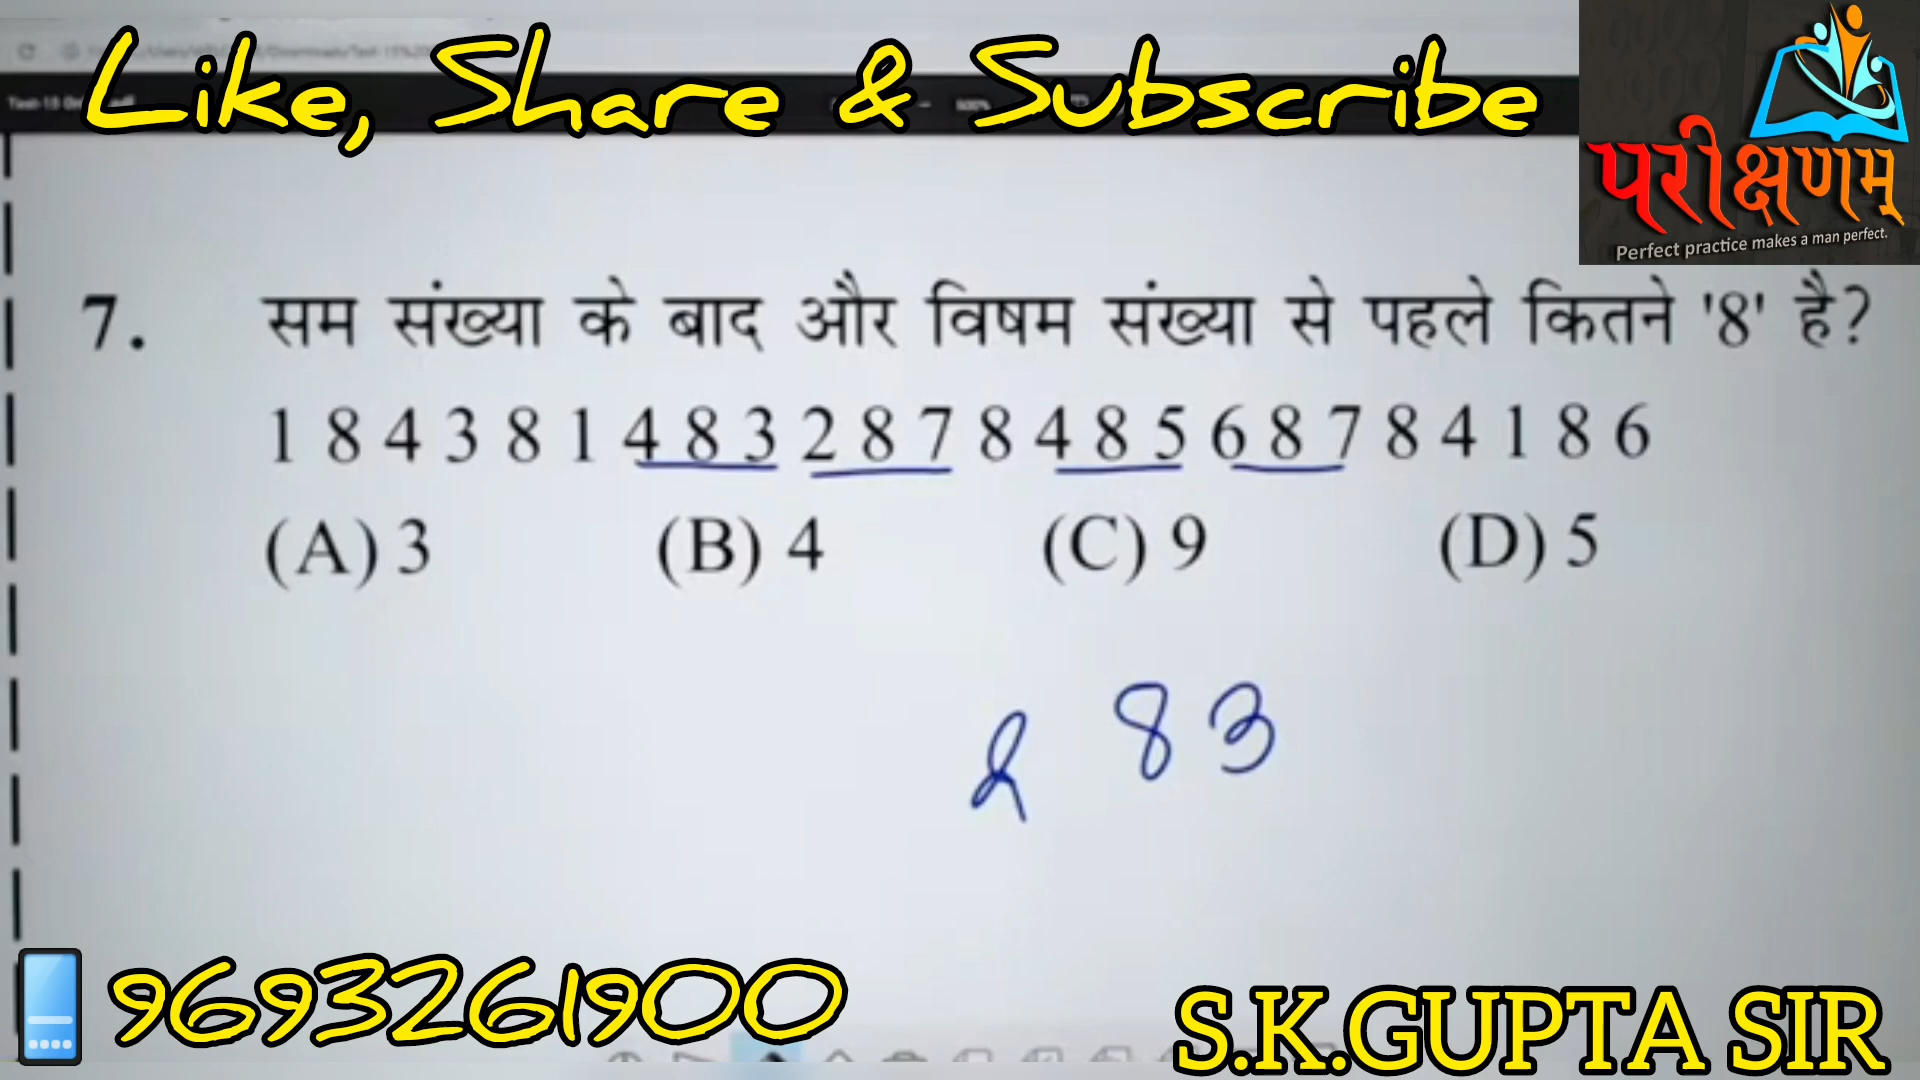 Like, Share & Subscribe
परीक्षणम्
Perfect practice makes a man perfect.
7. सम संख्या के बाद और विषम संख्या से पहले कितने '8' है?
1 8 4 3 8 1 4 8 3 2 8 7 8 4 8 5 6 8 7 8 4 1 8 6
(A) 3 (B) 4 (C) 9 (D) 5
2 8 3
9693261900
S.K.GUPTA SIR